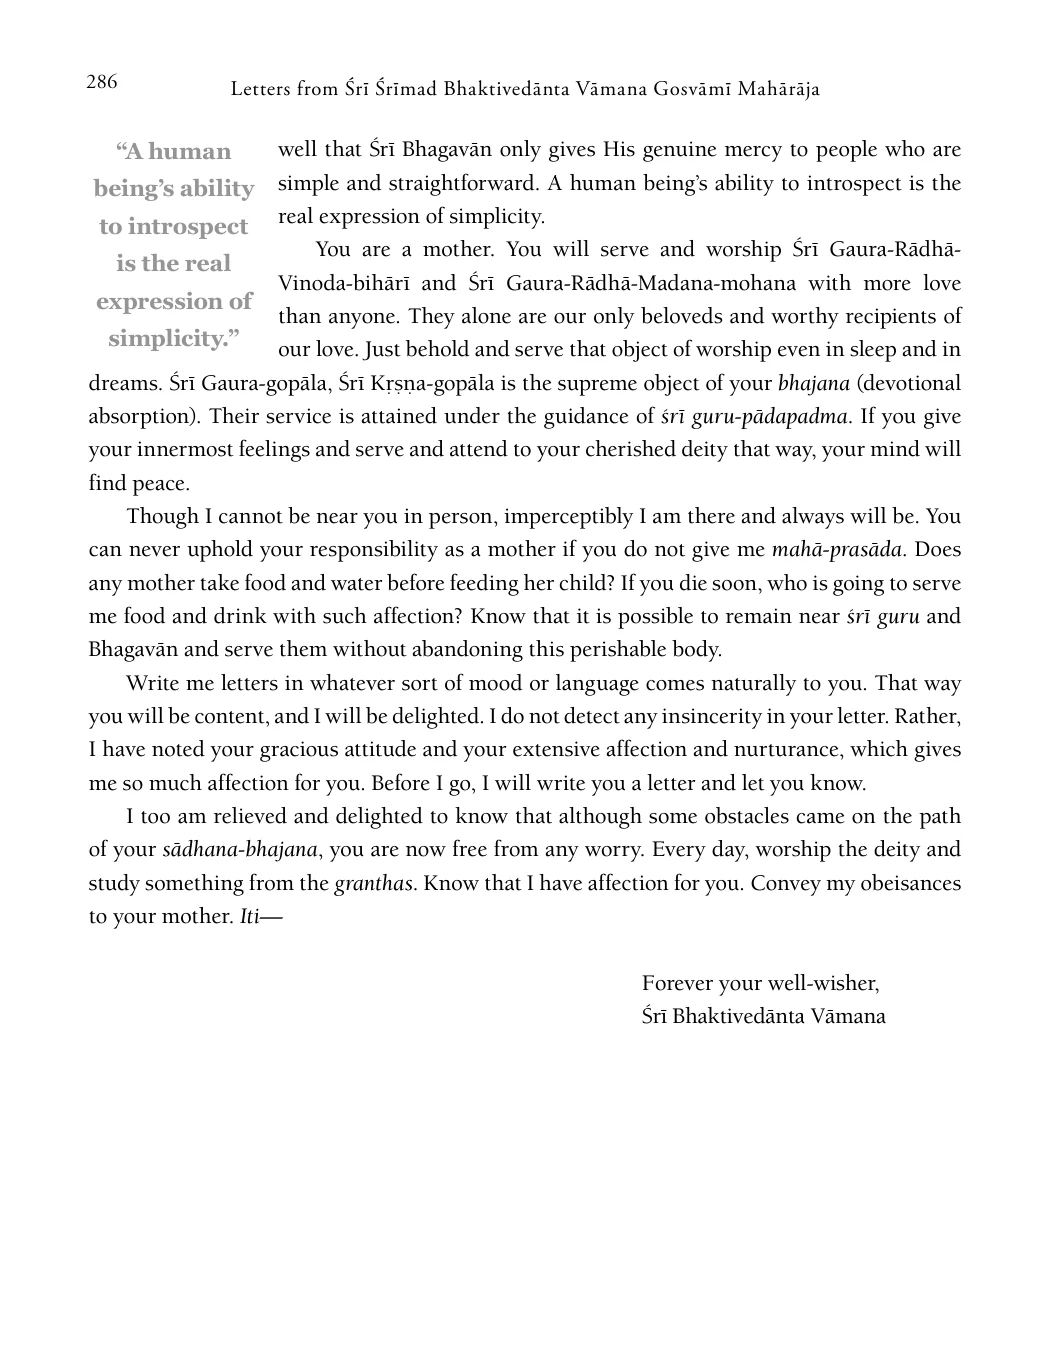 286
Letters from Śrī Śrīmad Bhaktivedānta Vāmana Gosvāmī Mahārāja
“A human
being’s ability
to introspect
is the real
expression of
simplicity.”
well that Śrī Bhagavān only gives His genuine mercy to people who are
simple and straightforward. A human being’s ability to introspect is the
real expression of simplicity.
You are a mother. You will serve and worship Śrī Gaura-Rādhā-
Vinoda-bihārī and Śrī Gaura-Rādhā-Madana-mohana with more love
than anyone. They alone are our only beloveds and worthy recipients of
our love. Just behold and serve that object of worship even in sleep and in
dreams. Śrī Gaura-gopāla, Śrī Kṛṣṇa-gopāla is the supreme object of your bhajana (devotional
absorption). Their service is attained under the guidance of śrī guru-pādapadma. If you give
your innermost feelings and serve and attend to your cherished deity that way, your mind will
find peace.
Though I cannot be near you in person, imperceptibly I am there and always will be. You
can never uphold your responsibility as a mother if you do not give me mahā-prasāda. Does
any mother take food and water before feeding her child? If you die soon, who is going to serve
me food and drink with such affection? Know that it is possible to remain near śrī guru and
Bhagavān and serve them without abandoning this perishable body.
Write me letters in whatever sort of mood or language comes naturally to you. That way
you will be content, and I will be delighted. I do not detect any insincerity in your letter. Rather,
I have noted your gracious attitude and your extensive affection and nurturance, which gives
me so much affection for you. Before I go, I will write you a letter and let you know.
I too am relieved and delighted to know that although some obstacles came on the path
of your sādhana-bhajana, you are now free from any worry. Every day, worship the deity and
study something from the granthas. Know that I have affection for you. Convey my obeisances
to your mother. Iti—
Forever your well-wisher,
Śrī Bhaktivedānta Vāmana